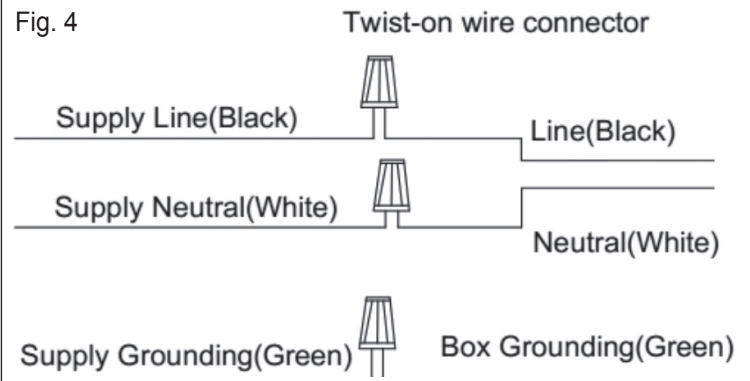 Fig. 4
Twist-on wire connector
Supply Line(Black)
Line(Black)
Supply Neutral(White)
Neutral(White)
Supply Grounding(Green)
Box Grounding(Green)